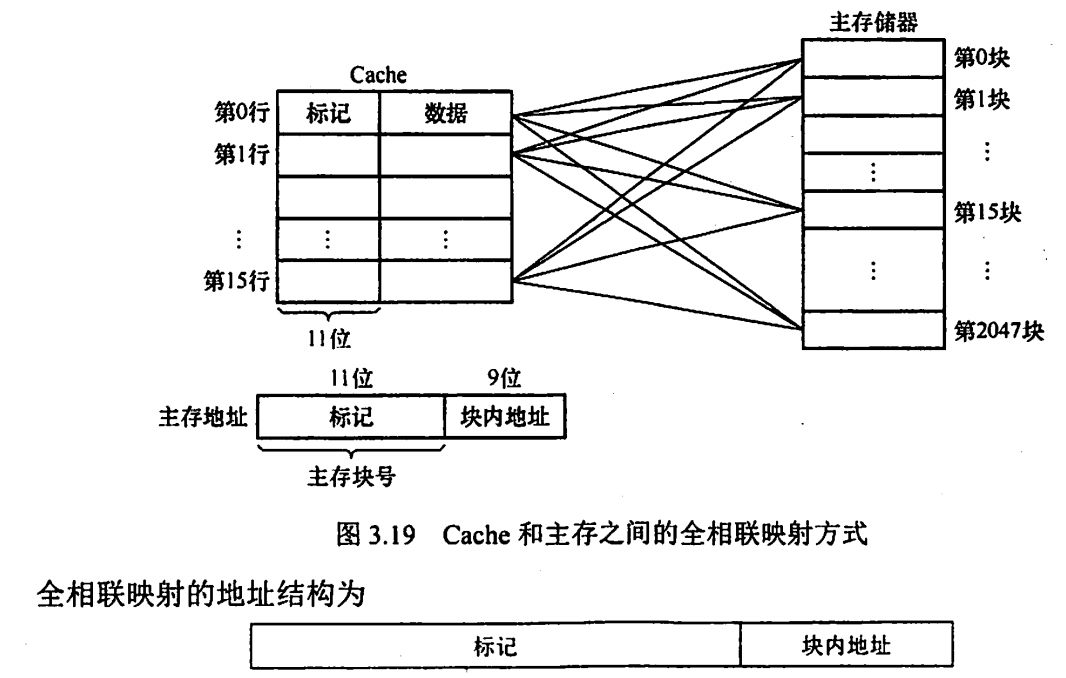 主存储器
第0块
Cache
第0行 标记 数据
第1块
第1行
⋮
⋮
第15块
⋮ ⋮ ⋮
⋮ ⋮
第15行
11位
第2047块
11位 9位
主存地址 标记 块内地址
主存块号
图 3.19 Cache 和主存之间的全相联映射方式
全相联映射的地址结构为
标记 块内地址